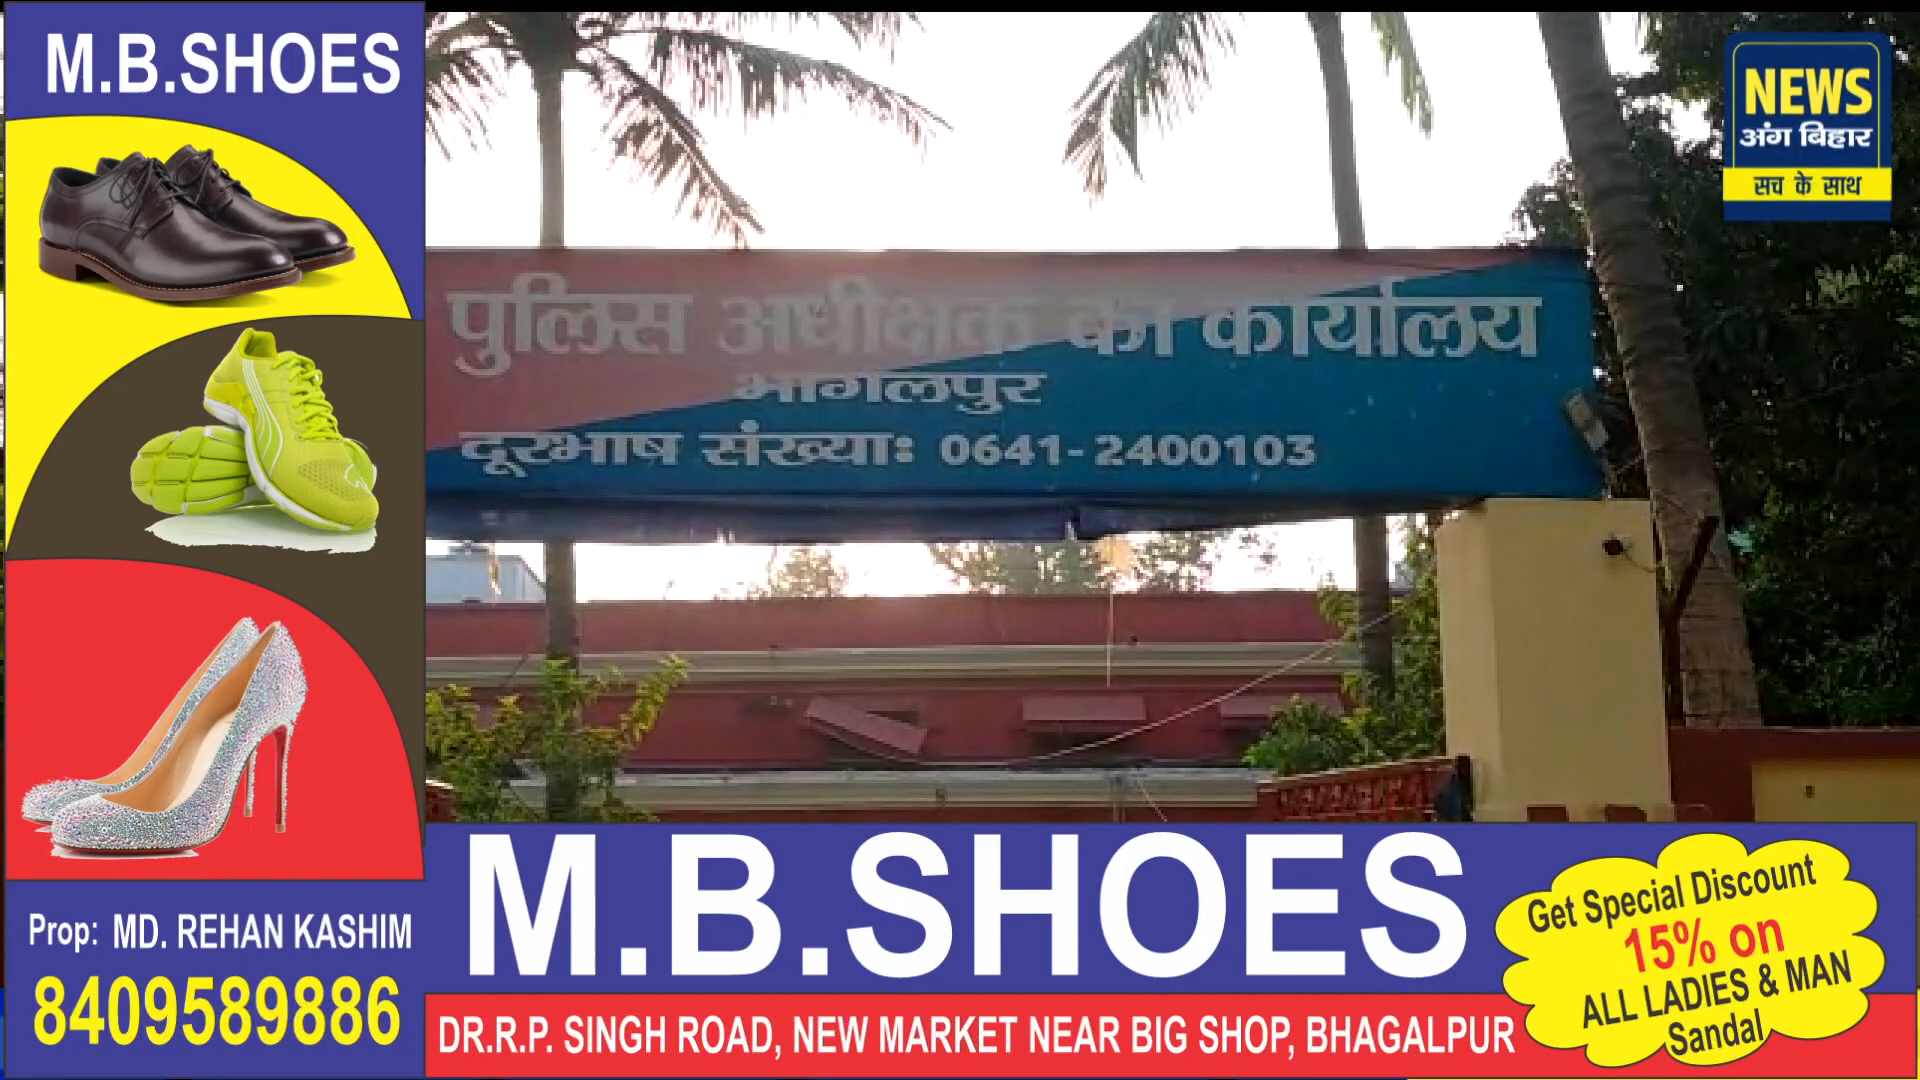 M.B.SHOES
NEWS
अंग बिहार
सच के साथ
पुलिस अधीक्षक का कार्यालय
भागलपुर
दूरभाष संख्याः 0641-2400103
Prop: MD. REHAN KASHIM
8409589886
M.B.SHOES
DR.R.P. SINGH ROAD, NEW MARKET NEAR BIG SHOP, BHAGALPUR
Get Special Discount
15% on
ALL LADIES & MAN
Sandal